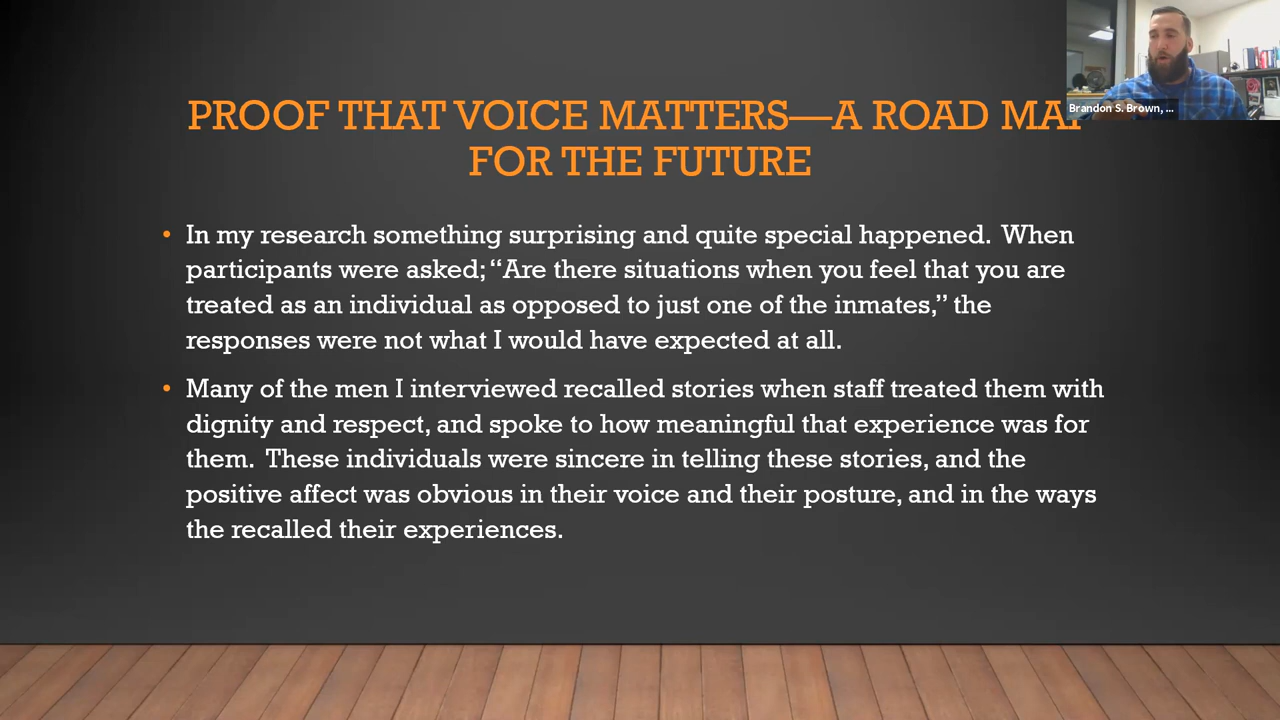 PROOF THAT VOICE MATTERS—A ROAD MAP
FOR THE FUTURE
Brandon S. Brown, ...
• In my research something surprising and quite special happened.  When
participants were asked; “Are there situations when you feel that you are
treated as an individual as opposed to just one of the inmates,” the
responses were not what I would have expected at all.
• Many of the men I interviewed recalled stories when staff treated them with
dignity and respect, and spoke to how meaningful that experience was for
them.  These individuals were sincere in telling these stories, and the
positive affect was obvious in their voice and their posture, and in the ways
the recalled their experiences.